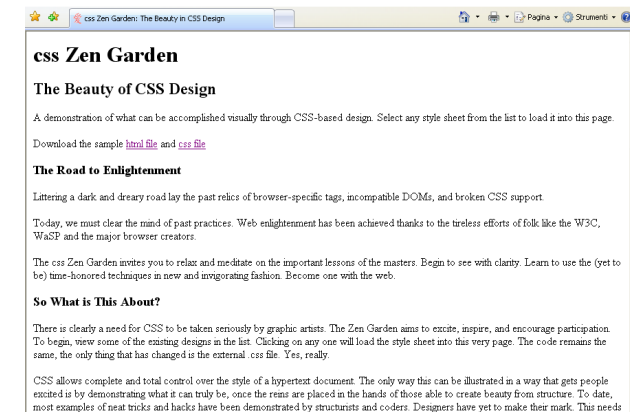 css Zen Garden: The Beauty in CSS Design
Pagina
Strumenti
css Zen Garden
The Beauty of CSS Design
A demonstration of what can be accomplished visually through CSS-based design. Select any style sheet from the list to load it into this page.
Download the sample html file and css file
The Road to Enlightenment
Littering a dark and dreary road lay the past relics of browser-specific tags, incompatible DOMs, and broken CSS support.
Today, we must clear the mind of past practices. Web enlightenment has been achieved thanks to the tireless efforts of folk like the W3C,
WaSP and the major browser creators.
The css Zen Garden invites you to relax and meditate on the important lessons of the masters. Begin to see with clarity. Learn to use the (yet to
be) time-honored techniques in new and invigorating fashion. Become one with the web.
So What is This About?
There is clearly a need for CSS to be taken seriously by graphic artists. The Zen Garden aims to excite, inspire, and encourage participation.
To begin, view some of the existing designs in the list. Clicking on any one will load the style sheet into this very page. The code remains the
same, the only thing that has changed is the external .css file. Yes, really.
CSS allows complete and total control over the style of a hypertext document. The only way this can be illustrated in a way that gets people
excited is by demonstrating what it can truly be, once the reins are placed in the hands of those able to create beauty from structure. To date,
most examples of neat tricks and hacks have been demonstrated by structurists and coders. Designers have yet to make their mark. This needs